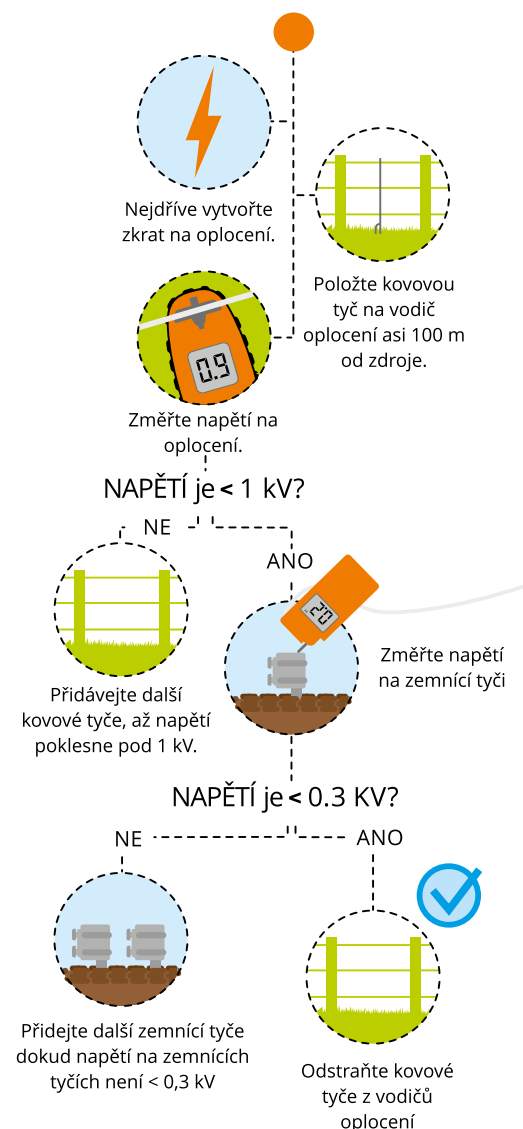 Nejdříve vytvořte
zkrat na oplocení.
Položte kovovou
tyč na vodič
oplocení asi 100 m
od zdroje.
0.9
Změřte napětí na
oplocení.
NAPĚTÍ je < 1 kV?
NE
ANO
0.2
Změřte napětí
na zemnící tyči
Přidávejte další
kovové tyče, až napětí
poklesne pod 1 kV.
NAPĚTÍ je < 0.3 KV?
NE
ANO
Přidejte další zemnící tyče
dokud napětí na zemnících
tyčích není < 0,3 kV
Odstraňte kovové
tyče z vodičů
oplocení